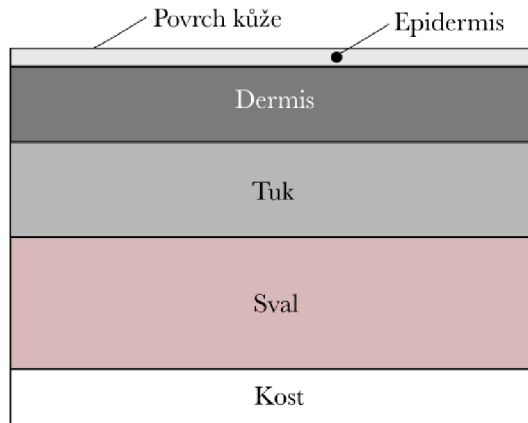 Povrch kůže
Epidermis
Dermis
Tuk
Sval
Kost